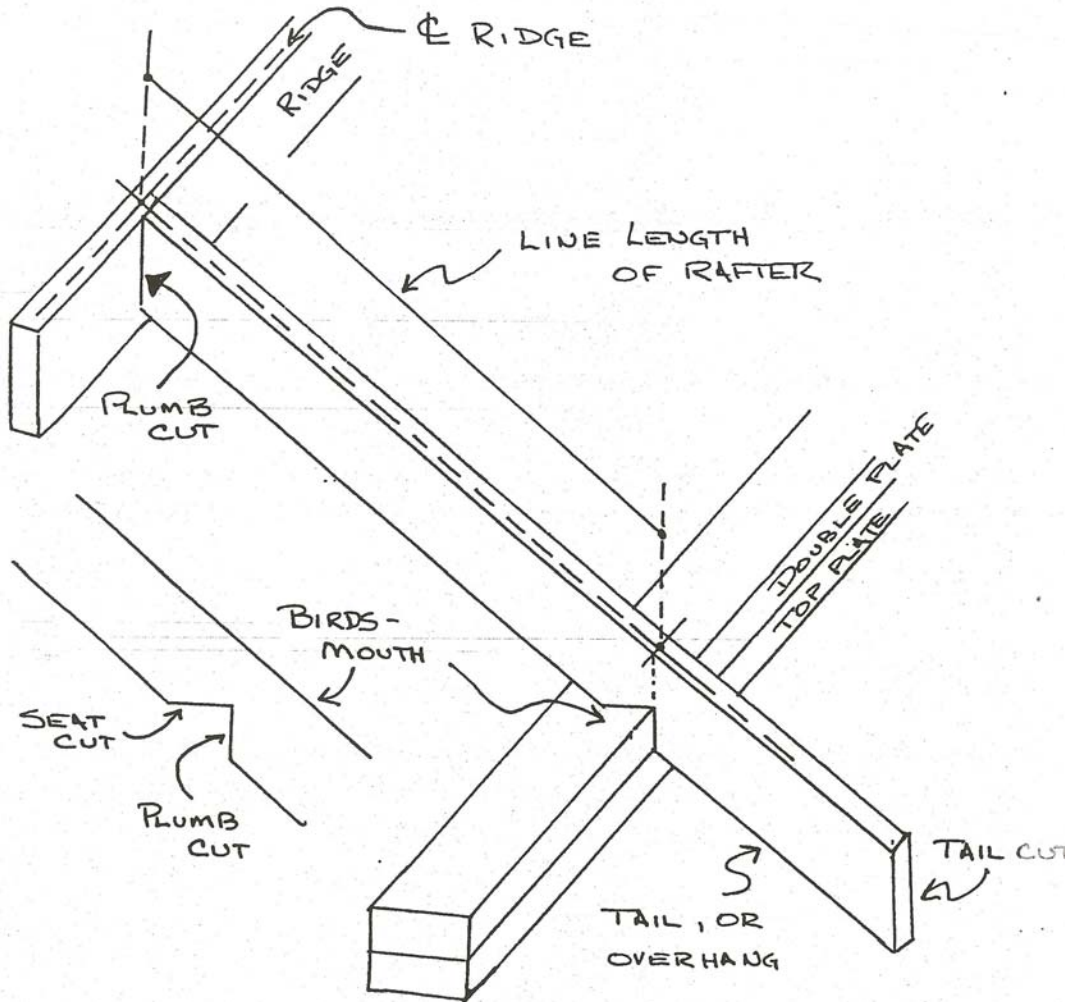 ℄ RIDGE
RIDGE
LINE LENGTH
OF RAFTER
PLUMB
CUT
DOUBLE PLATE
TOP PLATE
BIRDS-
MOUTH
SEAT
CUT
PLUMB
CUT
TAIL CUT
TAIL, OR
OVERHANG